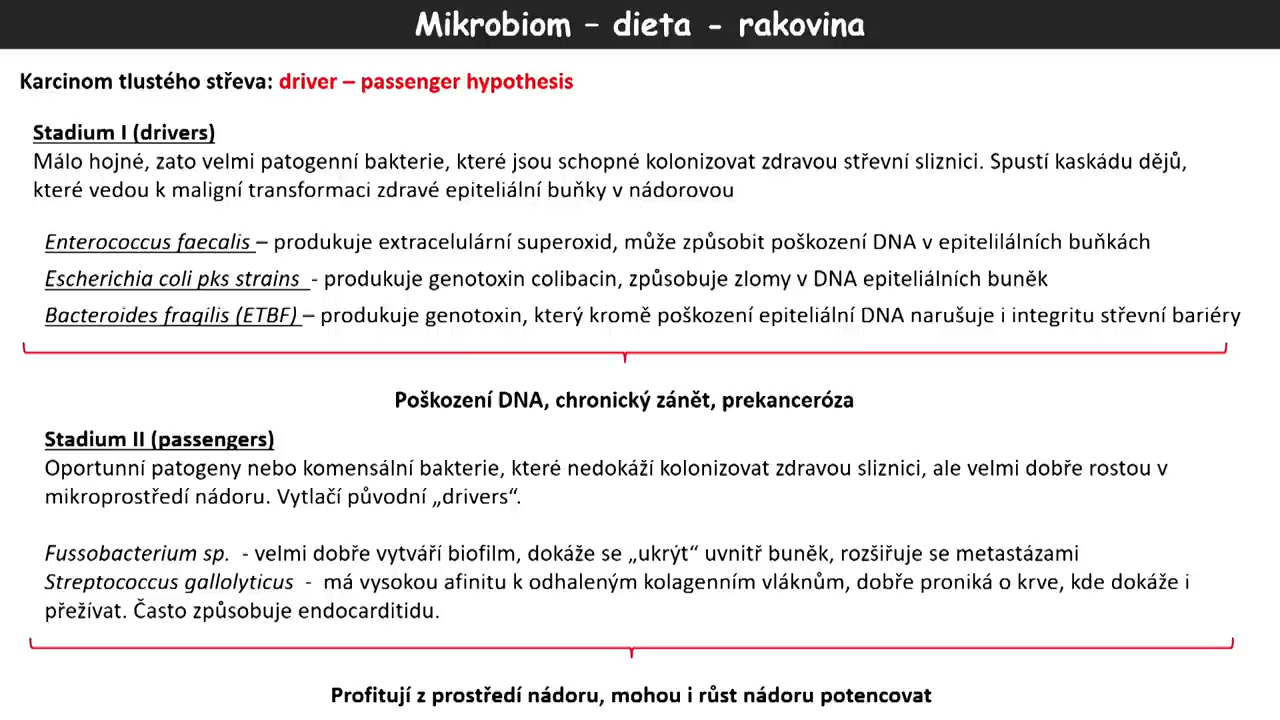 Mikrobiom – dieta - rakovina
Karcinom tlustého střeva: driver – passenger hypothesis
Stadium I (drivers)
Málo hojné, zato velmi patogenní bakterie, které jsou schopné kolonizovat zdravou střevní sliznici. Spustí kaskádu dějů,
které vedou k maligní transformaci zdravé epiteliální buňky v nádorovou
Enterococcus faecalis – produkuje extracelulární superoxid, může způsobit poškození DNA v epitelilálních buňkách
Escherichia coli pks strains - produkuje genotoxin colibacin, způsobuje zlomy v DNA epiteliálních buněk
Bacteroides fragilis (ETBF) – produkuje genotoxin, který kromě poškození epiteliální DNA narušuje i integritu střevní bariéry
Poškození DNA, chronický zánět, prekanceróza
Stadium II (passengers)
Oportunní patogeny nebo komensální bakterie, které nedokáží kolonizovat zdravou sliznici, ale velmi dobře rostou v
mikroprostředí nádoru. Vytlačí původní „drivers“.
Fussobacterium sp. - velmi dobře vytváří biofilm, dokáže se „ukrýt“ uvnitř buněk, rozšiřuje se metastázami
Streptococcus gallolyticus - má vysokou afinitu k odhaleným kolagenním vláknům, dobře proniká o krve, kde dokáže i
přežívat. Často způsobuje endocarditidu.
Profitují z prostředí nádoru, mohou i růst nádoru potencovat